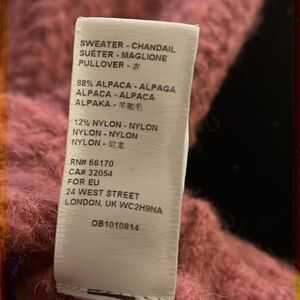 SWEATER - CHANDAIL
SUÉTER - MAGLIONE
PULLOVER - 衣
88% ALPACA - ALPAGA
ALPACA - ALPACA
ALPAKA - 羊驼毛
12% NYLON - NYLON
NYLON - NYLON
NYLON - 尼龙
RN# 66170
CA# 32054
FOR EU
24 WEST STREET
LONDON, UK WC2H9NA
OB1010814